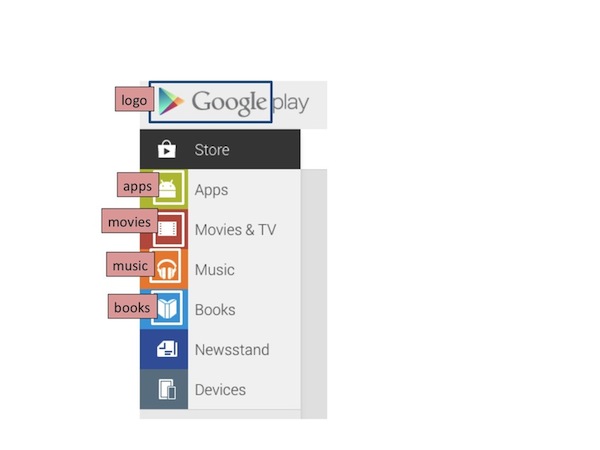 logo
Google play
Store
apps
Apps
movies
Movies & TV
music
Music
books
Books
Newsstand
Devices